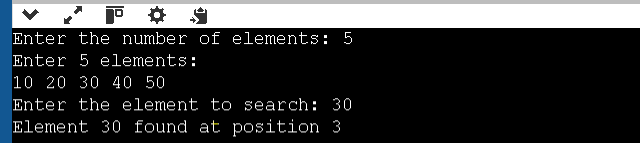 Enter the number of elements: 5
Enter 5 elements:
10 20 30 40 50
Enter the element to search: 30
Element 30 found at position 3